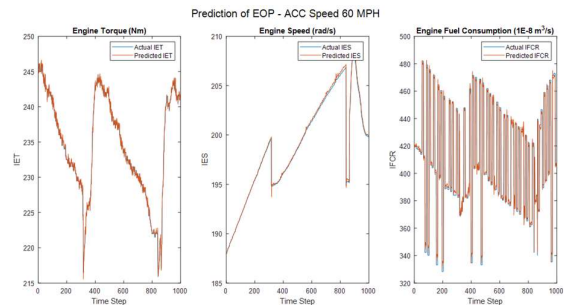 Prediction of EOP - ACC Speed 60 MPH
Engine Torque (Nm)
250
245
240
235
230
225
220
215
0
200
400
600
800
1000
IET
Time Step
Actual IET
Predicted IET
Engine Speed (rad/s)
210
205
200
195
190
185
0
200
400
600
800
1000
IES
Time Step
Actual IES
Predicted IES
Engine Fuel Consumption (1E-8 m³/s)
500
480
460
440
420
400
380
360
340
320
0
200
400
600
800
1000
IFCR
Time Step
Actual IFCR
Predicted IFCR